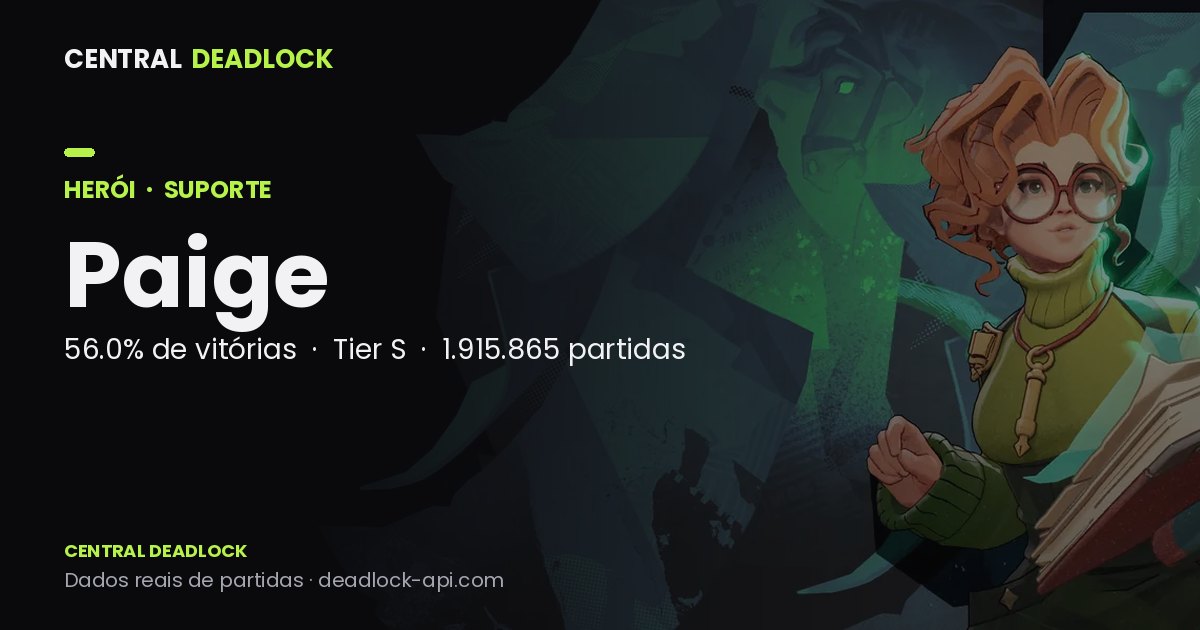 CENTRAL DEADLOCK
HERÓI · SUPORTE
Paige
56.0% de vitórias · Tier S · 1.915.865 partidas
CENTRAL DEADLOCK
Dados reais de partidas · deadlock-api.com